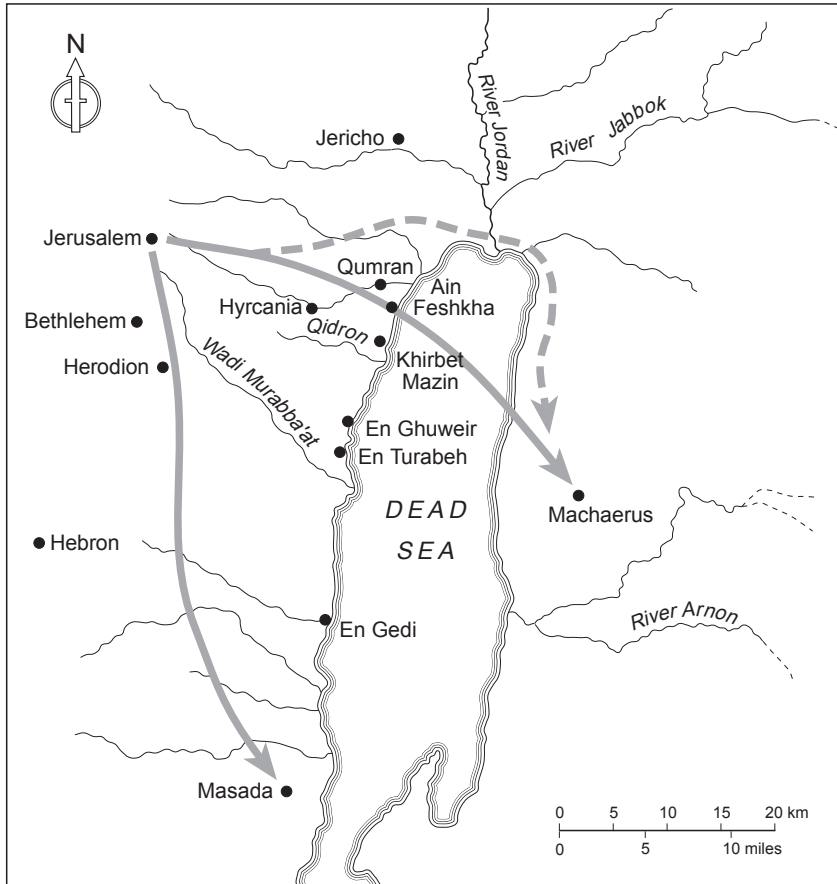 N
River Jordan
River Jabbok
Jericho
Jerusalem
Qumran
Ain
Feshkha
Hyrcania
Qidron
Bethlehem
Khirbet
Mazin
Herodion
Wadi Murabba'at
En Ghuweir
En Turabeh
DEAD
SEA
Machaerus
Hebron
En Gedi
River Arnon
Masada
0 5 10 15 20 km
0 5 10 miles